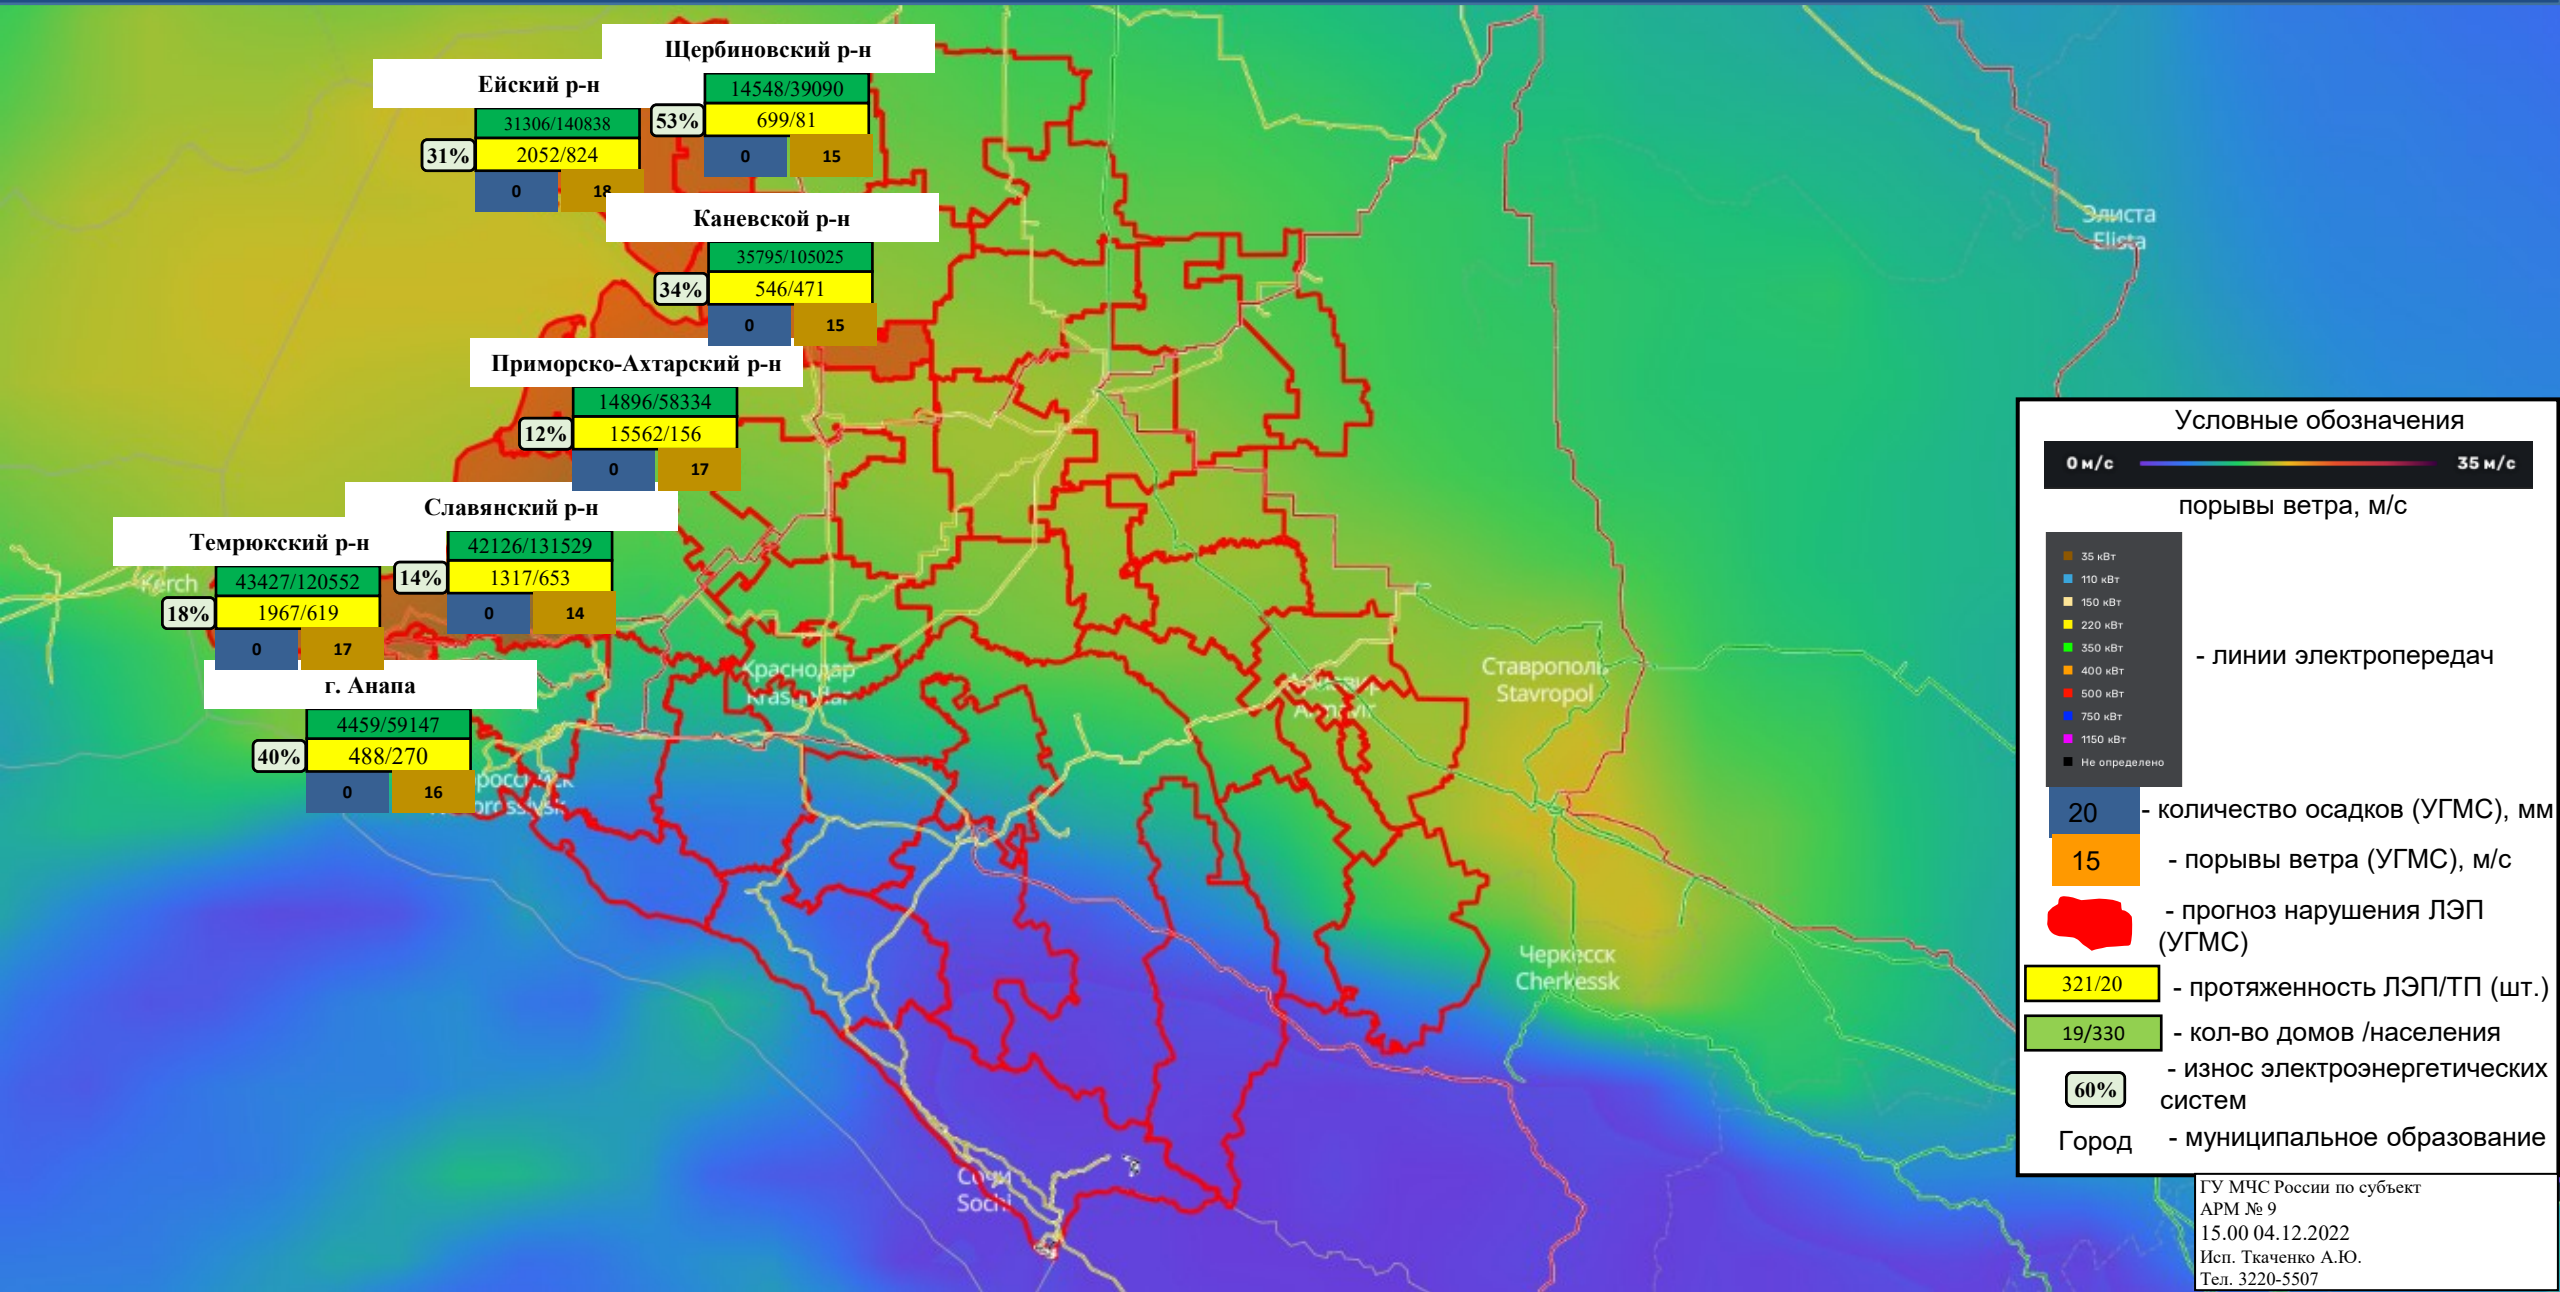 Щербиновский р-н
14548/39090
53%
699/81
0
15
Ейский р-н
31306/140838
31%
2052/824
0
18
Каневской р-н
35795/105025
34%
546/471
0
15
Приморско-Ахтарский р-н
14896/58334
12%
15562/156
0
17
Славянский р-н
42126/131529
14%
1317/653
0
14
Темрюкский р-н
43427/120552
18%
1967/619
0
17
г. Анапа
4459/59147
40%
488/270
0
16
Kerch
Краснодар
Элиста
Elista
Ставрополь
Stavropol
Армавир
Armavir
Черкесск
Cherkessk
Сочи
Sochi
Условные обозначения
0 м/с
35 м/с
порывы ветра, м/с
35 кВт
110 кВт
150 кВт
220 кВт
350 кВт
400 кВт
500 кВт
750 кВт
1150 кВт
Не определено
- линии электропередач
20 - количество осадков (УГМС), мм
15 - порывы ветра (УГМС), м/с
- прогноз нарушения ЛЭП
(УГМС)
321/20 - протяженность ЛЭП/ТП (шт.)
19/330 - кол-во домов /населения
60% - износ электроэнергетических
систем
Город - муниципальное образование
ГУ МЧС России по субъект
АРМ № 9
15.00 04.12.2022
Исп. Ткаченко А.Ю.
Тел. 3220-5507